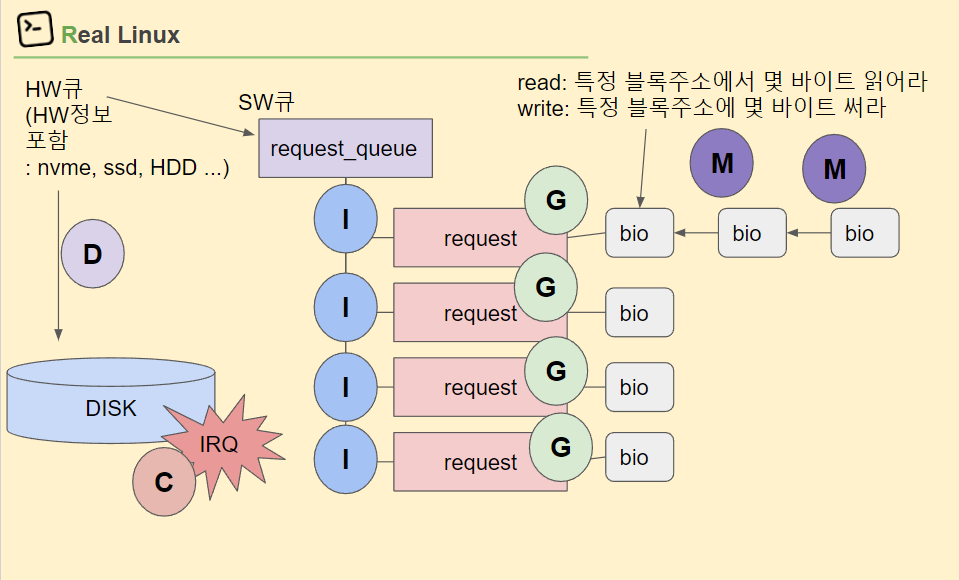 >-
Real Linux
HW큐
(HW정보
포함
: nvme, ssd, HDD ...)
SW큐
request_queue
read: 특정 블록주소에서 몇 바이트 읽어라
write: 특정 블록주소에 몇 바이트 써라
M
M
D
I
request
G
bio
bio
bio
I
request
G
bio
I
request
G
bio
I
request
G
bio
DISK
IRQ
C